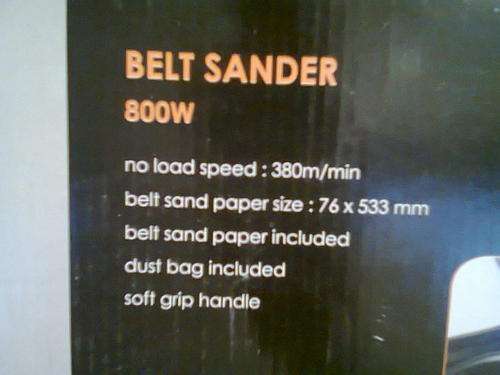 BELT SANDER
800W
no load speed : 380m/min
belt sand paper size : 76 x 533 mm
belt sand paper included
dust bag included
soft grip handle